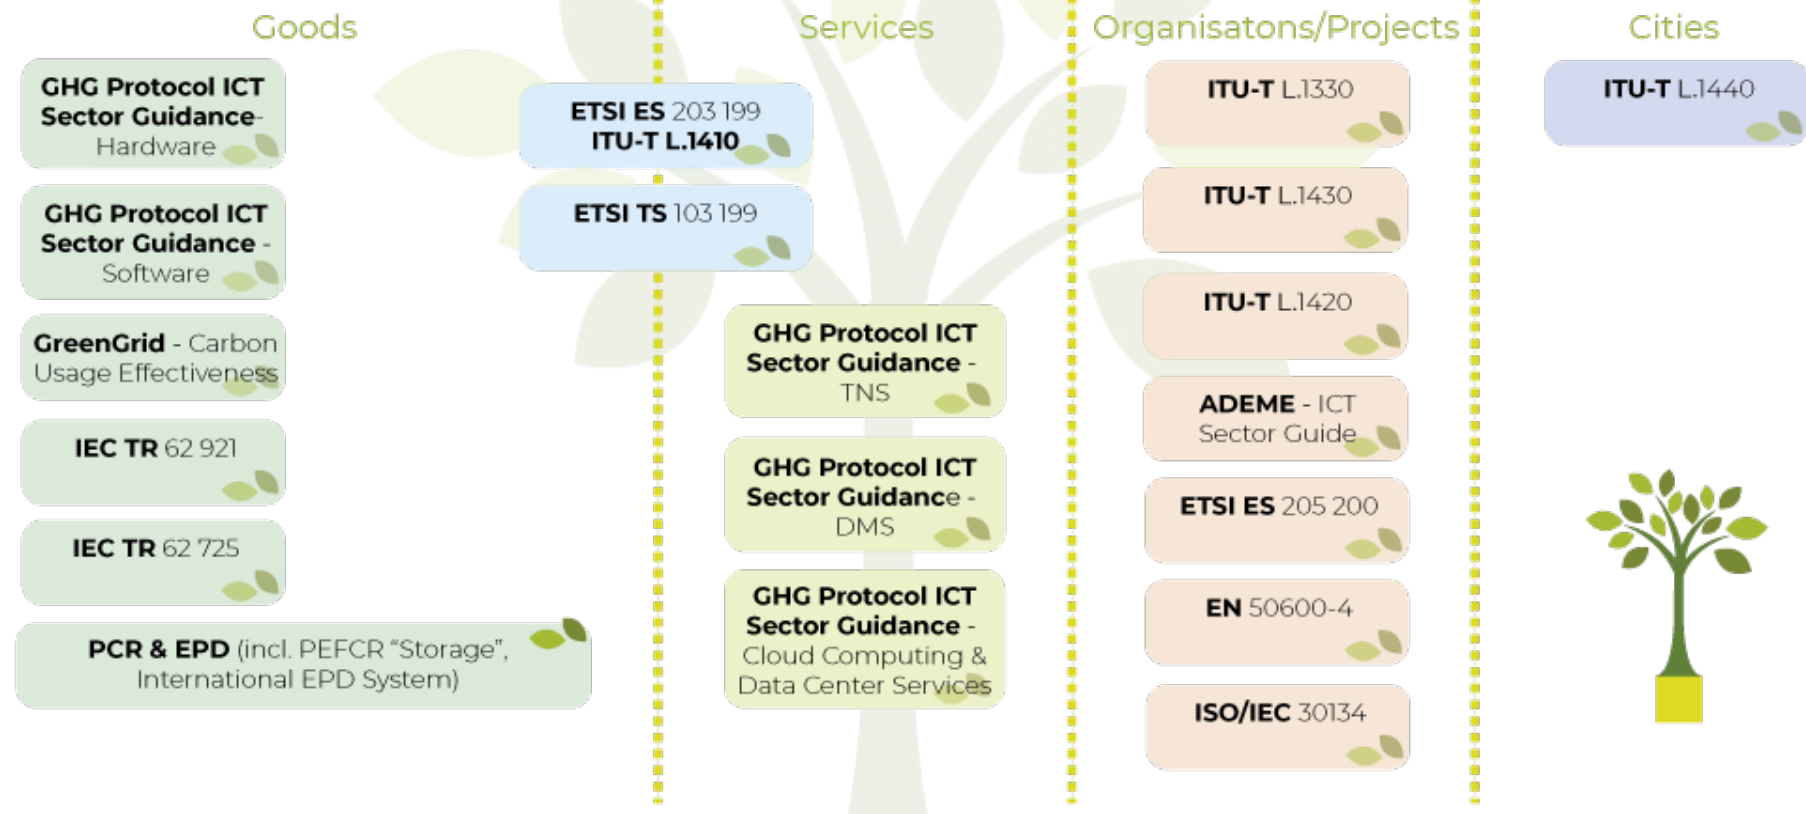 Goods
GHG Protocol ICT
Sector Guidance-
Hardware
GHG Protocol ICT
Sector Guidance -
Software
GreenGrid - Carbon
Usage Effectiveness
IEC TR 62 921
IEC TR 62 725
PCR & EPD (incl. PEFCR “Storage”,
International EPD System)
ETSI ES 203 199
ITU-T L.1410
ETSI TS 103 199
Services
GHG Protocol ICT
Sector Guidance -
TNS
GHG Protocol ICT
Sector Guidance -
DMS
GHG Protocol ICT
Sector Guidance -
Cloud Computing &
Data Center Services
Organisatons/Projects
ITU-T L.1330
ITU-T L.1430
ITU-T L.1420
ADEME - ICT
Sector Guide
ETSI ES 205 200
EN 50600-4
ISO/IEC 30134
Cities
ITU-T L.1440